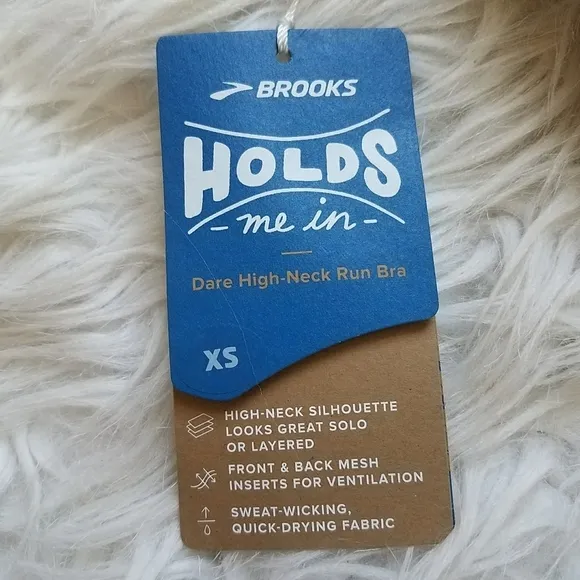 BROOKS
HOLDS
- me in -
Dare High-Neck Run Bra
XS
HIGH-NECK SILHOUETTE
LOOKS GREAT SOLO
OR LAYERED
FRONT & BACK MESH
INSERTS FOR VENTILATION
SWEAT-WICKING,
QUICK-DRYING FABRIC